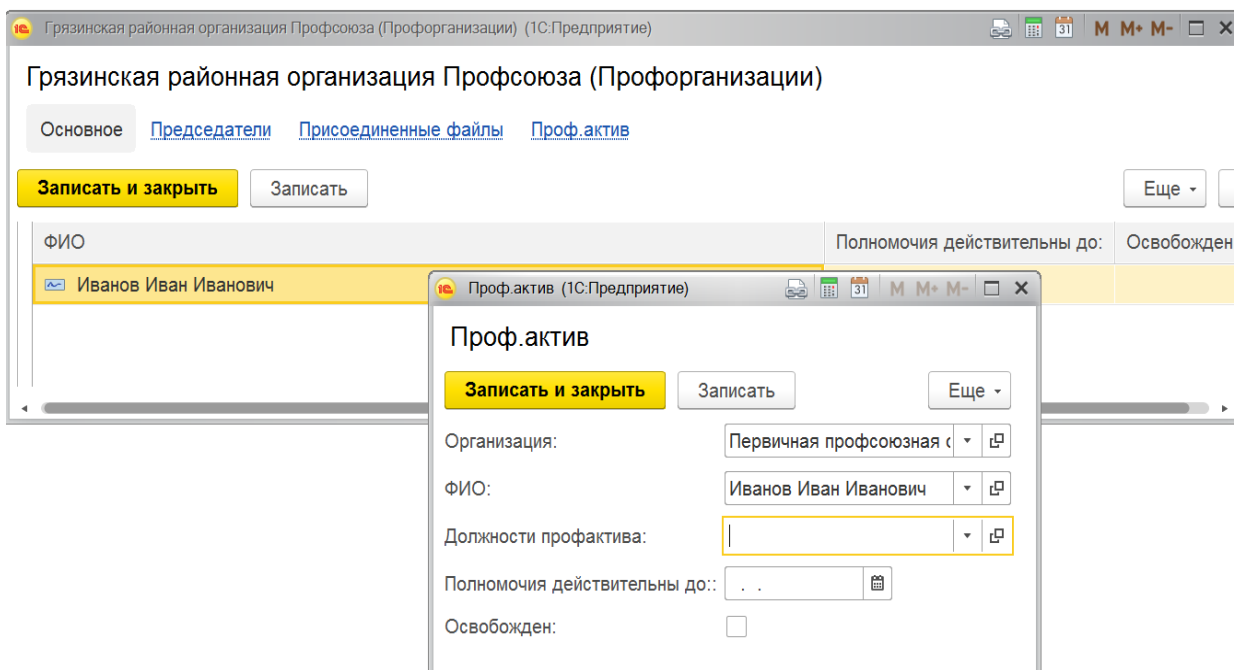 Грязинская районная организация Профсоюза (Профорганизации) (1С:Предприятие) 31 M M+ M-
Грязинская районная организация Профсоюза (Профорганизации)
Основное Председатели Присоединенные файлы Проф.актив
Записать и закрыть Записать Еще
ФИО Полномочия действительны до: Освобожден
Иванов Иван Иванович
Проф.актив (1С:Предприятие) 31 M M+ M-
Проф.актив
Записать и закрыть Записать Еще
Организация: Первичная профсоюзная
ФИО: Иванов Иван Иванович
Должности профактива:
Полномочия действительны до:: . .
Освобожден: